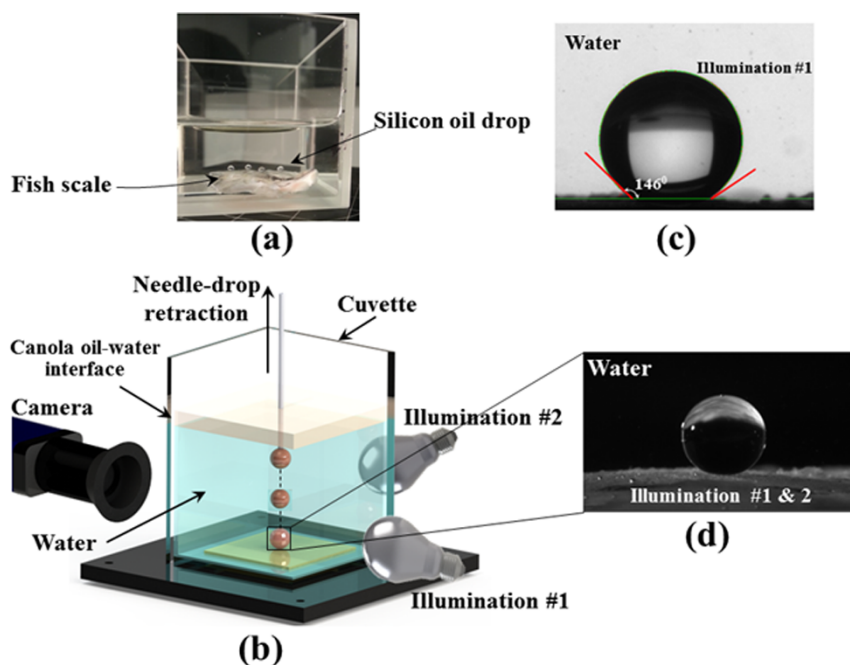 Silicon oil drop
Fish scale
(a)
Water
Illumination #1
146⁰
(c)
Needle-drop
retraction
Cuvette
Canola oil-water
interface
Camera
Illumination #2
Water
Illumination #1
(b)
Water
Illumination #1 & 2
(d)